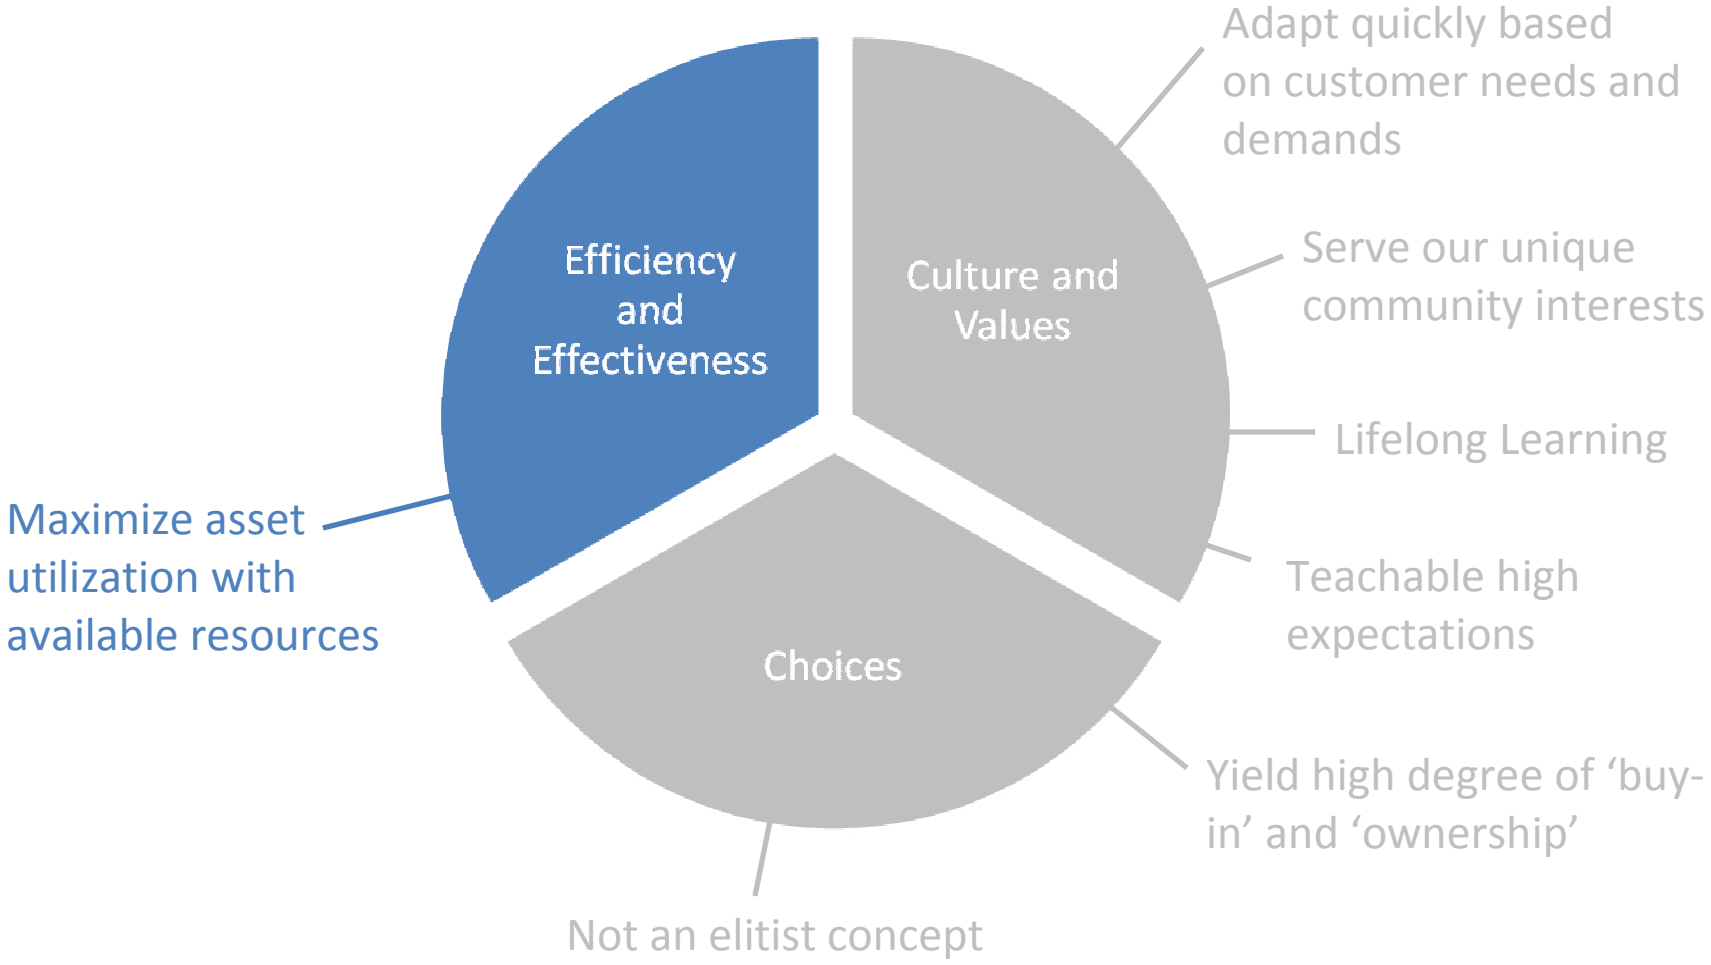 Adapt quickly based
on customer needs and
demands
Efficiency
and
Effectiveness
Culture and
Values
Serve our unique
community interests
Lifelong Learning
Maximize asset
utilization with
available resources
Teachable high
expectations
Choices
Yield high degree of ‘buy-
in’ and ‘ownership’
Not an elitist concept